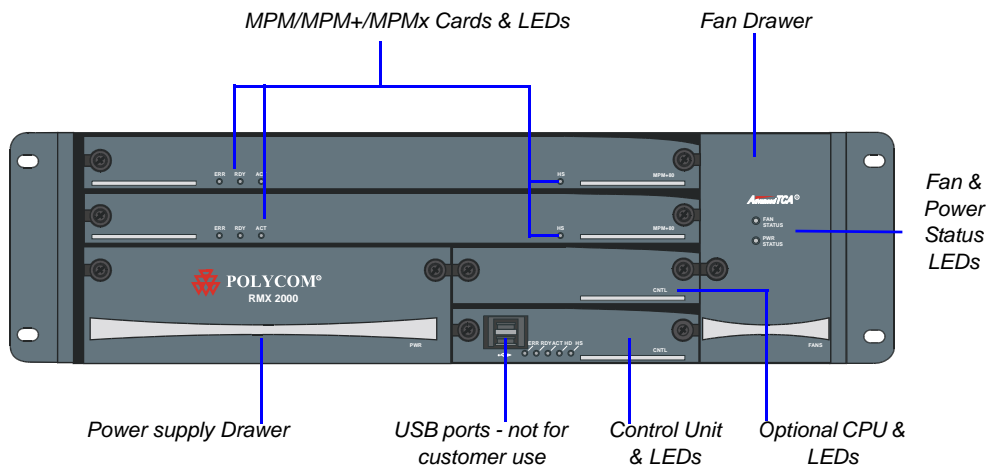 MPM/MPM+/MPMx Cards & LEDs
Fan Drawer
ERR RDY ACT HS MPM+80
ERR RDY ACT HS MPM+80
AdvancedTCA®
FAN STATUS
PWR STATUS
Fan &
Power
Status
LEDs
POLYCOM®
RMX 2000
CNTL
PWR
ERR RDY ACT HD HS
CNTL
FANS
Power supply Drawer
USB ports - not for
customer use
Control Unit
& LEDs
Optional CPU &
LEDs